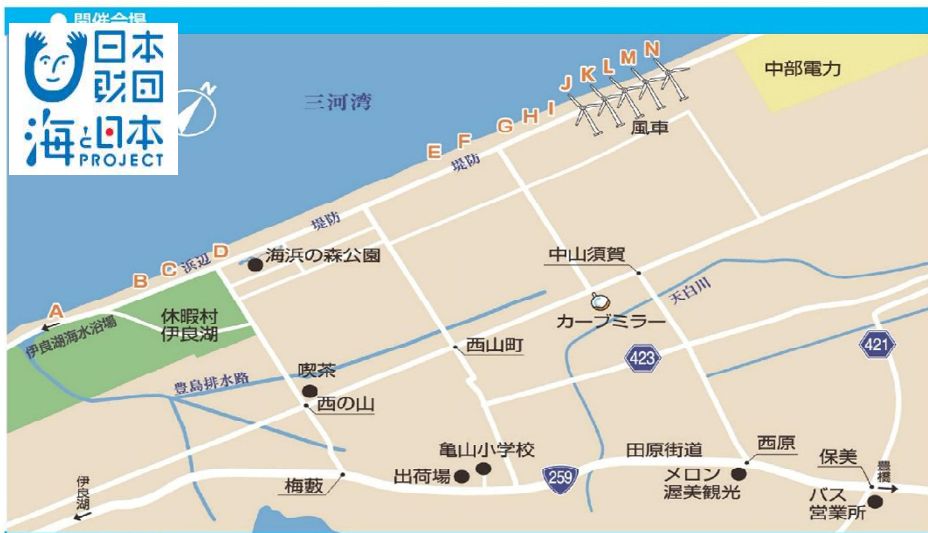 開催会場
日本
財団
海と日本
PROJECT
N
三河湾
A
B
C
D
E
F
G
H
I
J
K
L
M
N
中部電力
風車
堤防
堤防
浜辺
海浜の森公園
中山須賀
天白川
カーブミラー
休暇村
伊良湖
伊良湖海水浴場
西山町
423
421
喫茶
豊島排水路
西の山
亀山小学校
出荷場
259
田原街道
西原
メロン
渥美観光
保美
豊橋
バス
営業所
梅藪
伊良湖